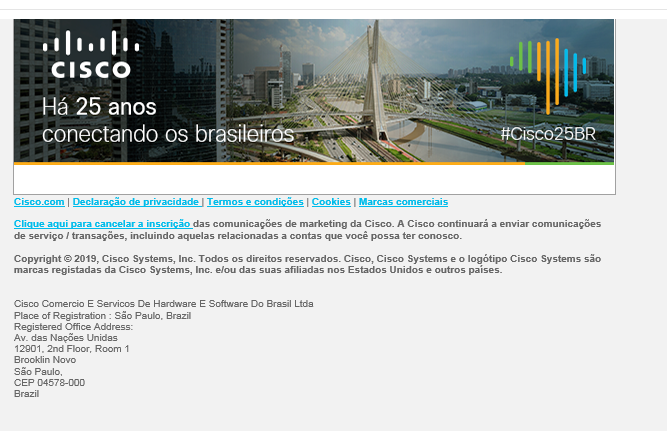 CISCO
Há 25 anos
conectando os brasileiros
#Cisco25BR
Cisco.com | Declaração de privacidade | Termos e condições | Cookies | Marcas comerciais
Clique aqui para cancelar a inscrição das comunicações de marketing da Cisco. A Cisco continuará a enviar comunicações
de serviço / transações, incluindo aquelas relacionadas a contas que você possa ter conosco.
Copyright © 2019, Cisco Systems, Inc. Todos os direitos reservados. Cisco, Cisco Systems e o logótipo Cisco Systems são
marcas registadas da Cisco Systems, Inc. e/ou das suas afiliadas nos Estados Unidos e outros países.
Cisco Comercio E Servicos De Hardware E Software Do Brasil Ltda
Place of Registration : São Paulo, Brazil
Registered Office Address:
Av. das Nações Unidas
12901, 2nd Floor, Room 1
Brooklin Novo
São Paulo,
CEP 04578-000
Brazil